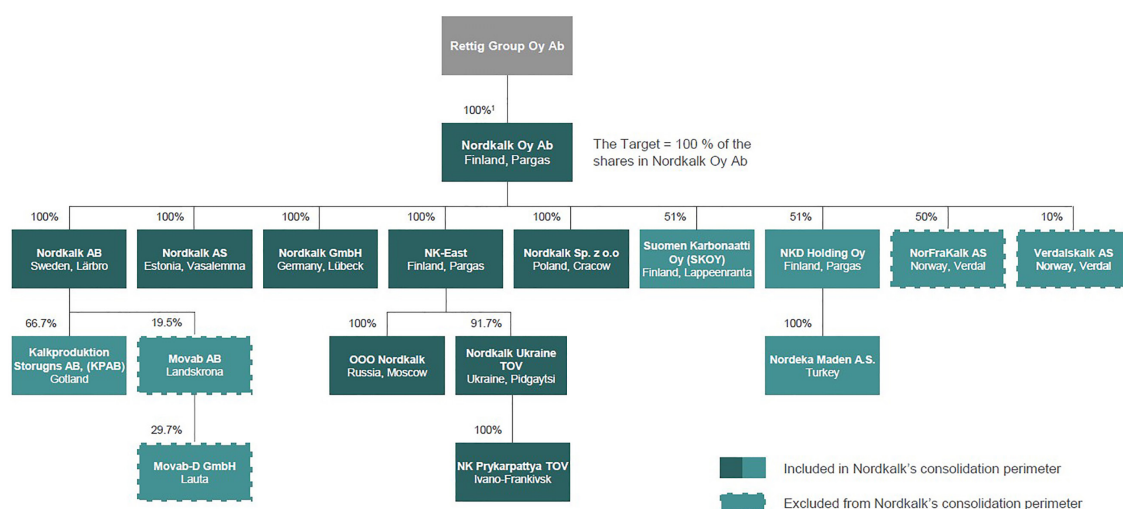 Rettig Group Oy Ab
100%¹
Nordkalk Oy Ab
Finland, Pargas
The Target = 100 % of the
shares in Nordkalk Oy Ab
100%
100%
100%
100%
100%
51%
51%
50%
10%
Nordkalk AB
Sweden, Lärbro
Nordkalk AS
Estonia, Vasalemma
Nordkalk GmbH
Germany, Lübeck
NK-East
Finland, Pargas
Nordkalk Sp. z o.o
Poland, Cracow
Suomen Karbonaatti
Oy (SKOY)
Finland, Lappeenranta
NKD Holding Oy
Finland, Pargas
NorFraKalk AS
Norway, Verdal
Verdalskalk AS
Norway, Verdal
66.7%
19.5%
100%
91.7%
100%
Kalkproduktion
Storugns AB, (KPAB)
Gotland
Movab AB
Landskrona
OOO Nordkalk
Russia, Moscow
Nordkalk Ukraine
TOV
Ukraine, Pidgaytsi
Nordeka Maden A.S.
Turkey
29.7%
100%
Movab-D GmbH
Lauta
NK Prykarpattya TOV
Ivano-Frankivsk
Included in Nordkalk's consolidation perimeter
Excluded from Nordkalk's consolidation perimeter